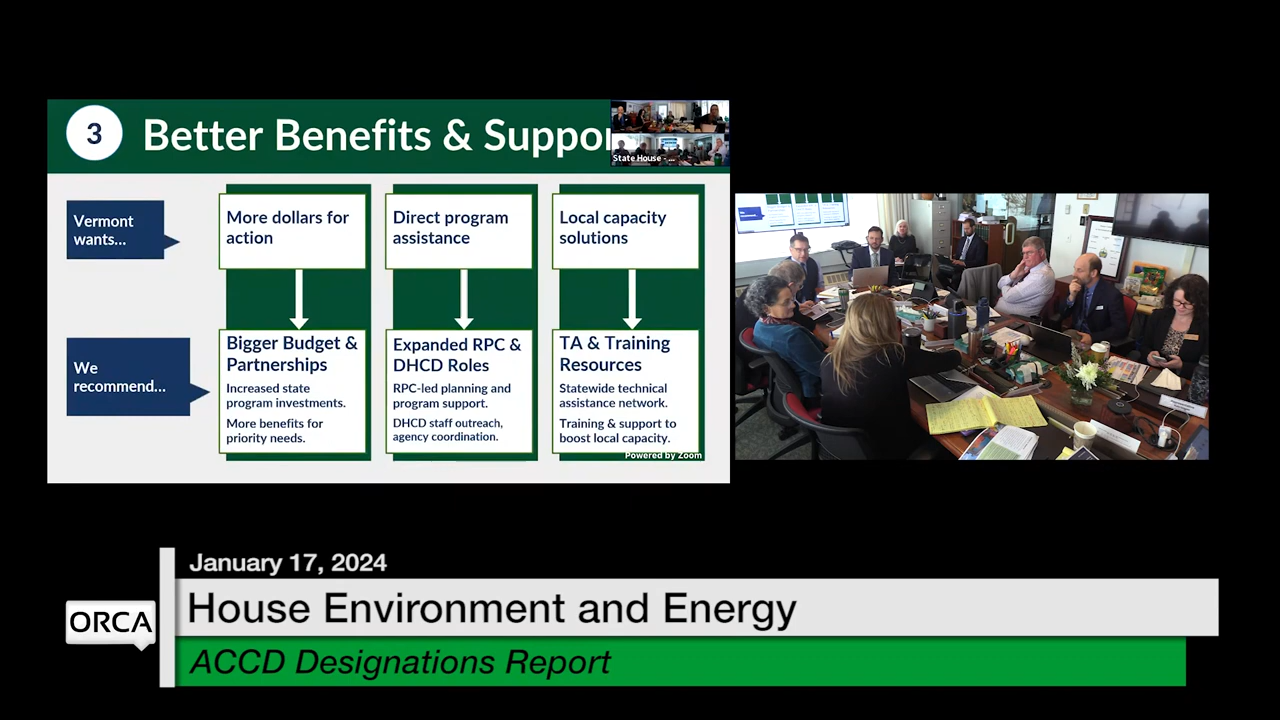 3
Better Benefits & Suppor
State House - ...
Vermont
wants...
More dollars for
action
Direct program
assistance
Local capacity
solutions
We
recommend...
Bigger Budget &
Partnerships
Increased state
program investments.
More benefits for
priority needs.
Expanded RPC &
DHCD Roles
RPC-led planning and
program support.
DHCD staff outreach,
agency coordination.
TA & Training
Resources
Statewide technical
assistance network.
Training & support to
boost local capacity.
Powered by Zoom
January 17, 2024
ORCA
House Environment and Energy
ACCD Designations Report